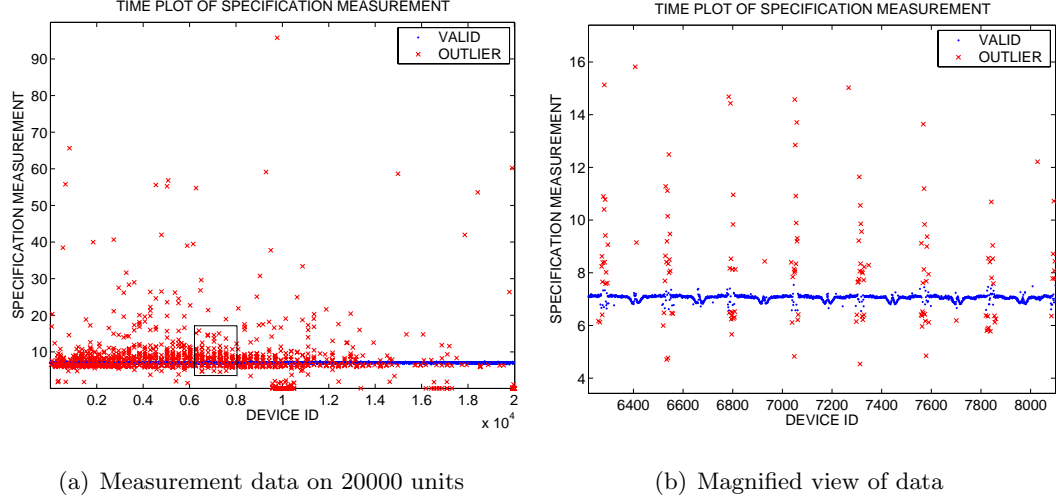 TIME PLOT OF SPECIFICATION MEASUREMENT
VALID
OUTLIER
90
80
70
60
50
40
30
20
10
SPECIFICATION MEASUREMENT
0.2 0.4 0.6 0.8 1 1.2 1.4 1.6 1.8 2
x 10^4
DEVICE ID
(a) Measurement data on 20000 units
TIME PLOT OF SPECIFICATION MEASUREMENT
VALID
OUTLIER
16
14
12
10
8
6
4
SPECIFICATION MEASUREMENT
6400 6600 6800 7000 7200 7400 7600 7800 8000
DEVICE ID
(b) Magnified view of data